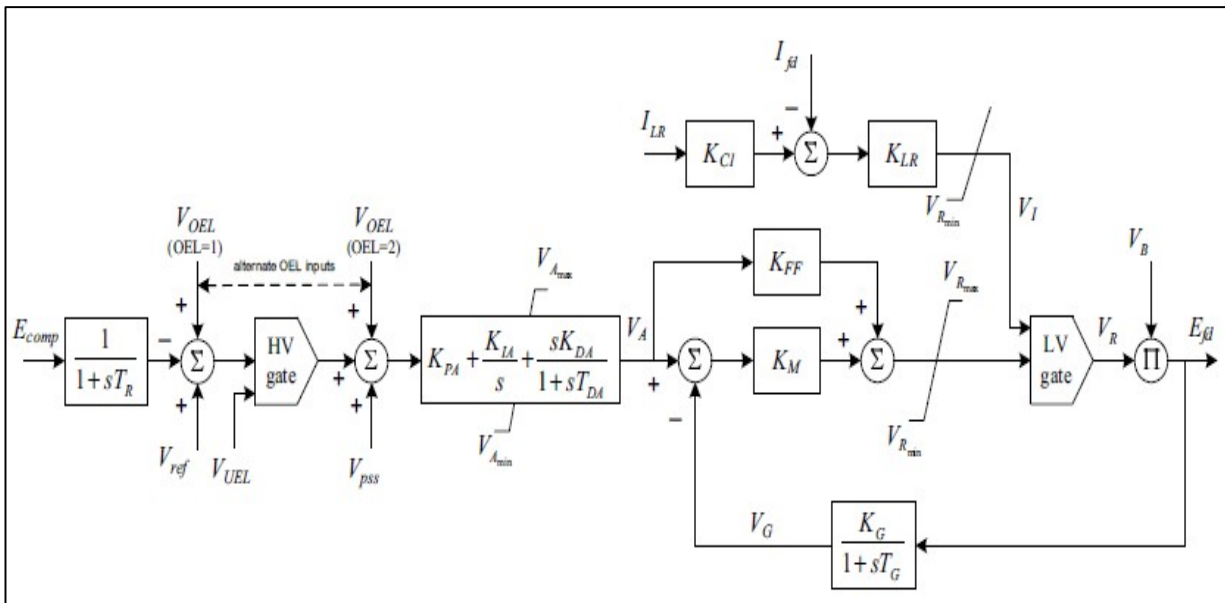 I_fd
−
I_LR
K_CI
+
Σ
K_LR
V_Rmin
V_I
V_OEL
(OEL=1)
V_OEL
(OEL=2)
alternate OEL inputs
V_B
K_FF
V_Amax
V_Rmax
+
+
+
E_comp
1
1 + sT_R
−
Σ
HV
gate
+
Σ
K_PA + K_IA / s + sK_DA / 1 + sT_DA
V_A
+
Σ
K_M
+
Σ
LV
gate
V_R
Π
E_fd
+
−
V_ref
V_UEL
V_pss
+
V_Amin
V_Rmin
V_G
K_G
1 + sT_G